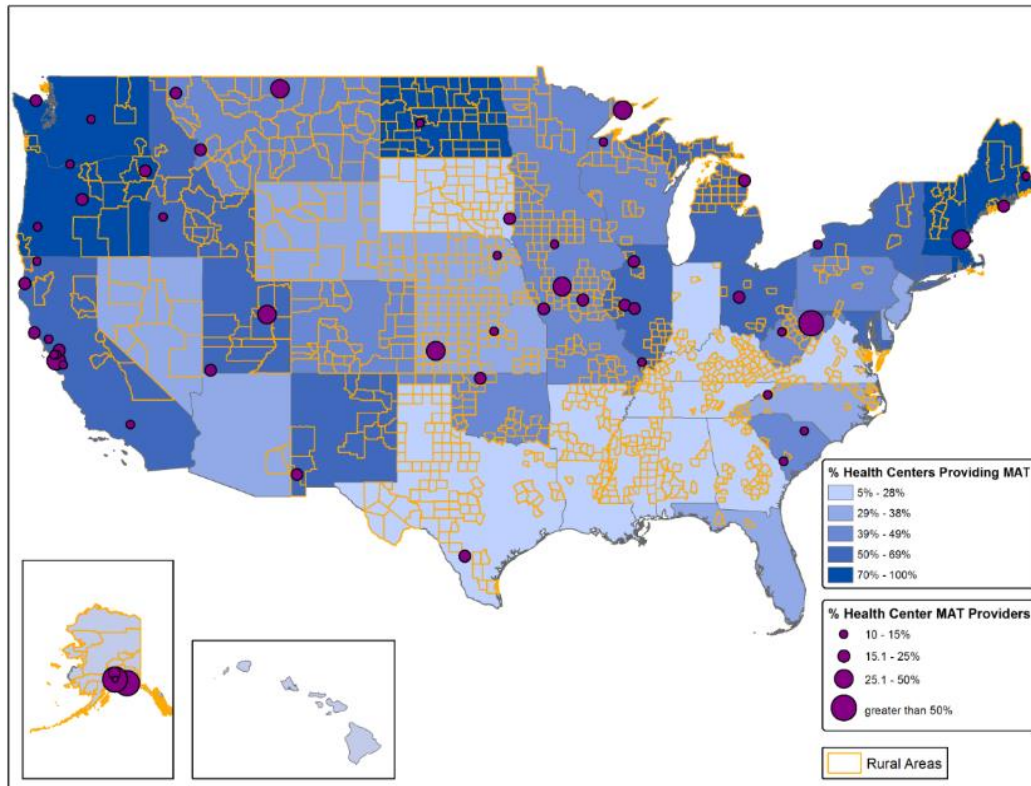 % Health Centers Providing MAT
5% - 28%
29% - 38%
39% - 49%
50% - 69%
70% - 100%
% Health Center MAT Providers
10 - 15%
15.1 - 25%
25.1 - 50%
greater than 50%
Rural Areas